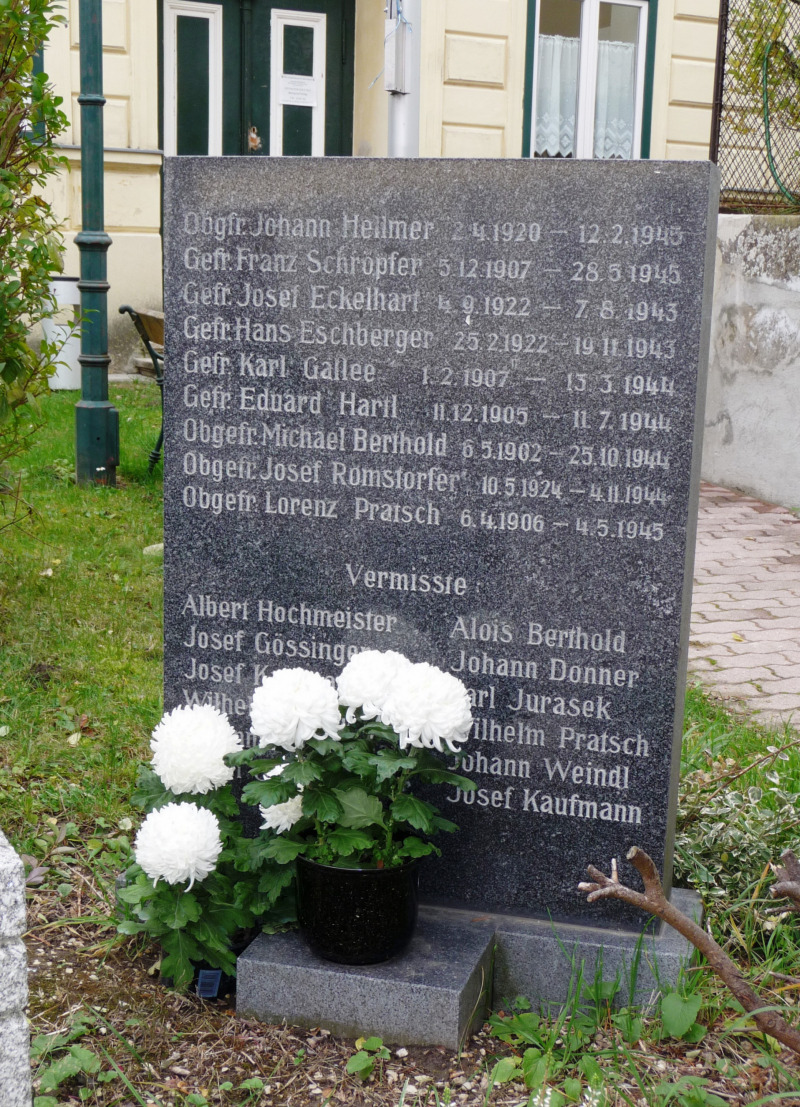 Obgfr. Johann Hellmer 2.4.1920 – 12.2.1945
Gefr. Franz Schröpfer 5.12.1907 – 28.5.1945
Gefr. Josef Eckelhart 4.9.1922 – 7.8.1943
Gefr. Hans Eschberger 25.2.1922 – 19.11.1943
Gefr. Karl Gallee 1.2.1907 – 13.3.1944
Gefr. Eduard Hartl 11.12.1905 – 11.7.1944
Obgefr. Michael Berthold 6.5.1902 – 25.10.1944
Obgefr. Josef Romstorfer 10.5.1924 – 4.11.1944
Obgefr. Lorenz Pratsch 6.4.1906 – 4.5.1945
Vermisste:
Albert Hochmeister
Josef Gössinger
Josef
Alois Berthold
Johann Donner
Karl Jurasek
Wilhelm Pratsch
Johann Weindl
Josef Kaufmann